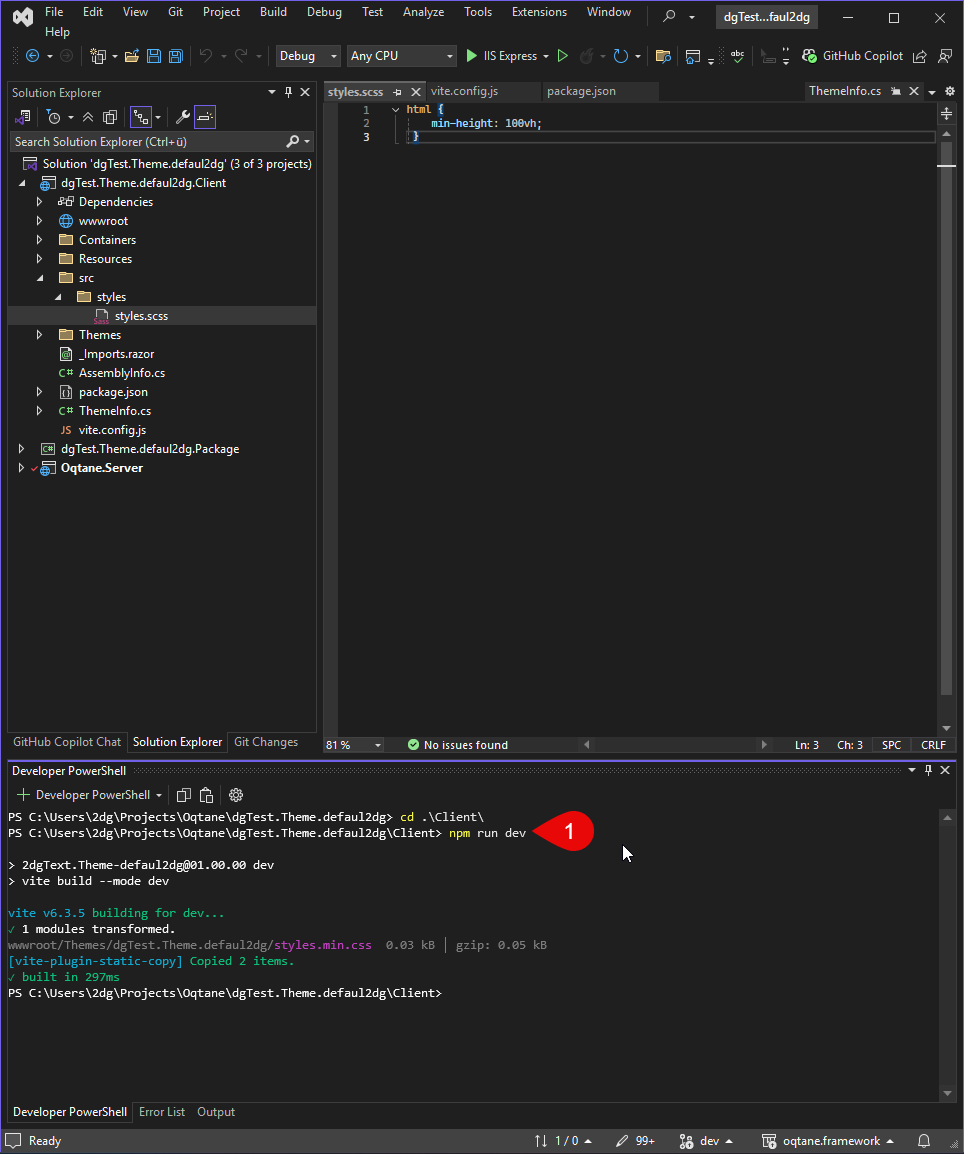 File Edit View Git Project Build Debug Test Analyze Tools Extensions Window dgTest...faul2dg
Client
Help
Debug Any CPU IIS Express abc GitHub Copilot
Solution Explorer
styles.scss vite.config.js package.json ThemeInfo.cs
Search Solution Explorer (Ctrl+ü)
Solution 'dgTest.Theme.defaul2dg' (3 of 3 projects)
dgTest.Theme.defaul2dg.Client
Dependencies
wwwroot
Containers
Resources
src
styles
styles.scss
Themes
@ _Imports.razor
C# AssemblyInfo.cs
package.json
C# ThemeInfo.cs
JS vite.config.js
C# dgTest.Theme.defaul2dg.Package
Oqtane.Server
1 html {
2 min-height: 100vh;
3 }
GitHub Copilot Chat Solution Explorer Git Changes
81 % No issues found Ln: 3 Ch: 3 SPC CRLF
Developer PowerShell
Developer PowerShell
PS C:\Users\2dg\Projects\Oqtane\dgTest.Theme.defaul2dg> cd .\Client\
PS C:\Users\2dg\Projects\Oqtane\dgTest.Theme.defaul2dg\Client> npm run dev
1
> 2dgText.Theme-defaul2dg@01.00.00 dev
> vite build --mode dev
vite v6.3.5 building for dev...
✓ 1 modules transformed.
wwwroot/Themes/dgTest.Theme.defaul2dg/styles.min.css 0.03 kB │ gzip: 0.05 kB
[vite-plugin-static-copy] Copied 2 items.
✓ built in 297ms
PS C:\Users\2dg\Projects\Oqtane\dgTest.Theme.defaul2dg\Client>
Developer PowerShell Error List Output
Ready 1 / 0 99+ dev oqtane.framework